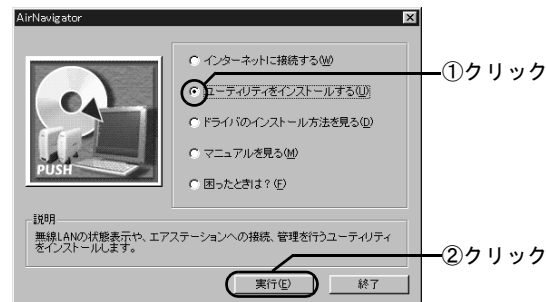 AirNavigator
インターネットに接続する(W)
①クリック
ユーティリティをインストールする(U)
ドライバのインストール方法を見る(D)
マニュアルを見る(M)
困ったときは？(F)
PUSH
説明
無線LANの状態表示や、エアステーションへの接続、管理を行うユーティリティ
をインストールします。
②クリック
実行(E)
終了